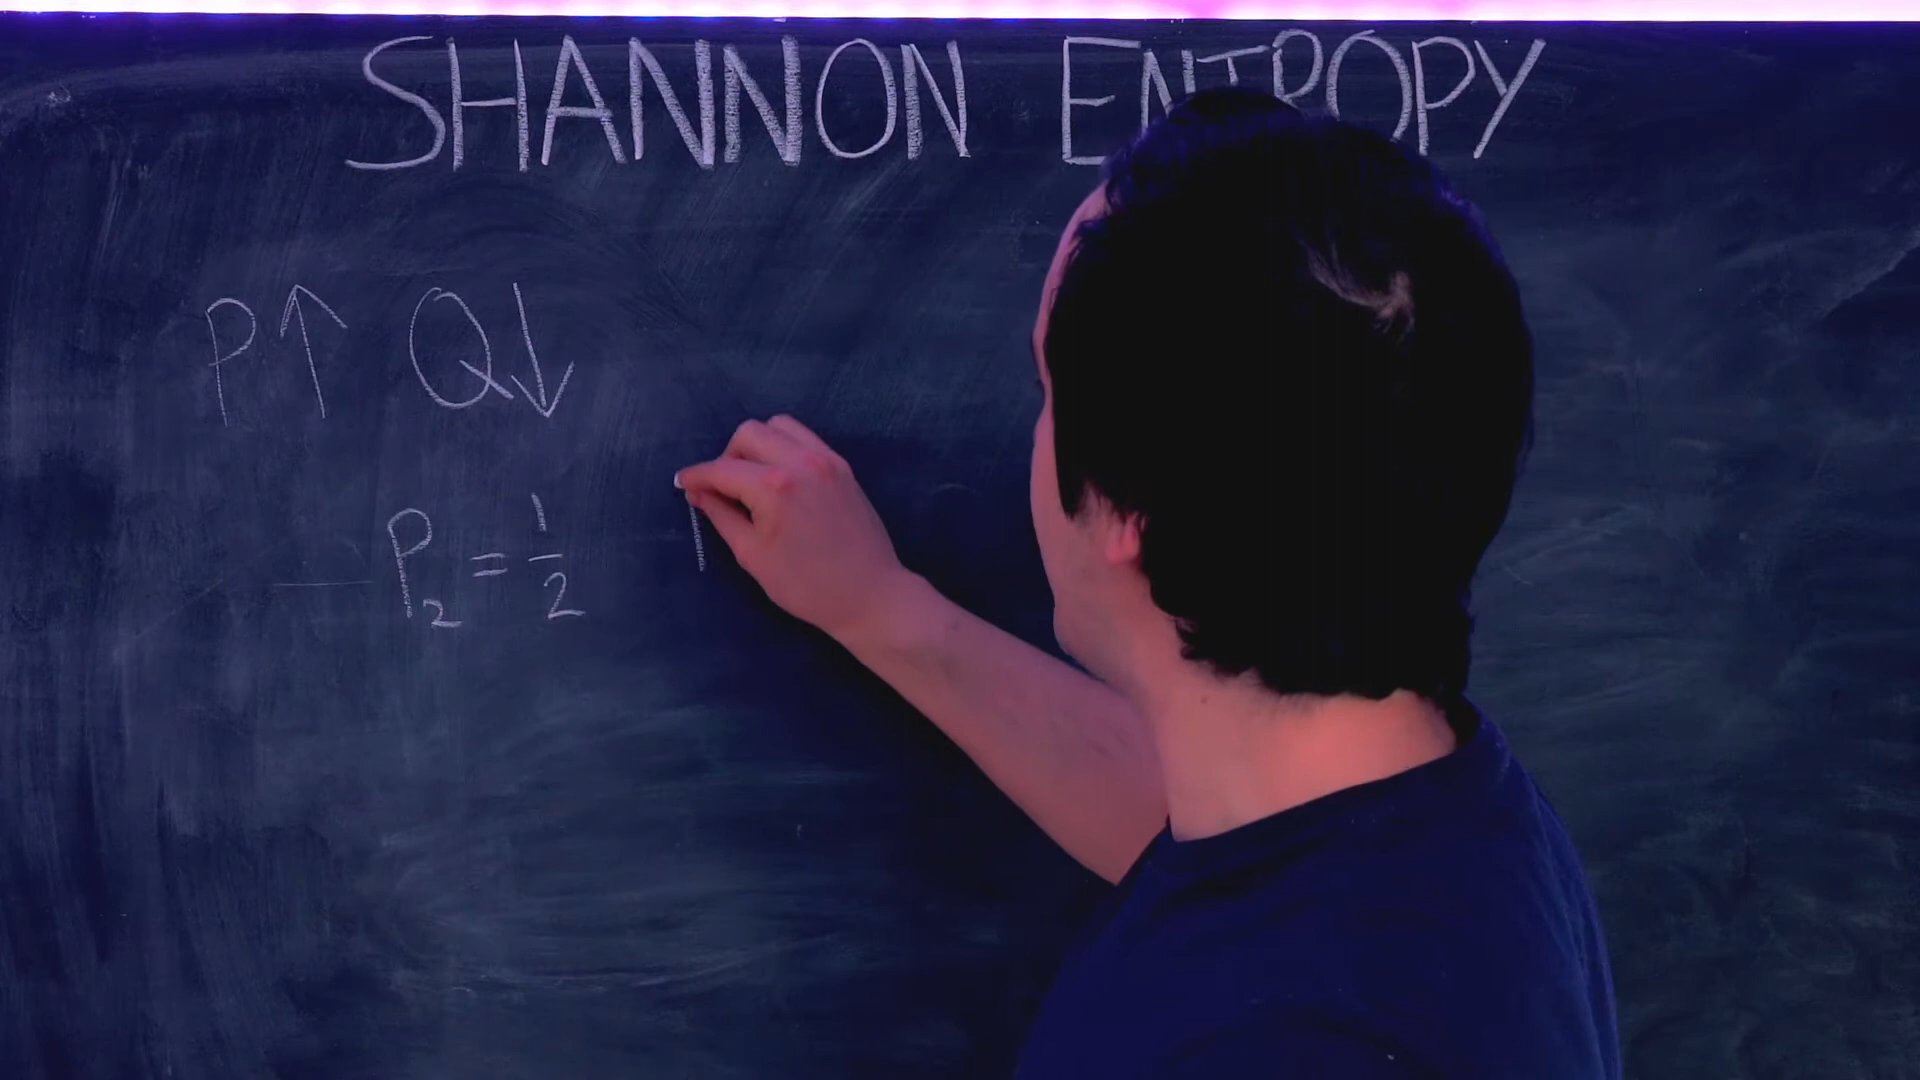 SHANNON ENTROPY
P↑ Q↓
P₂ = 1/2